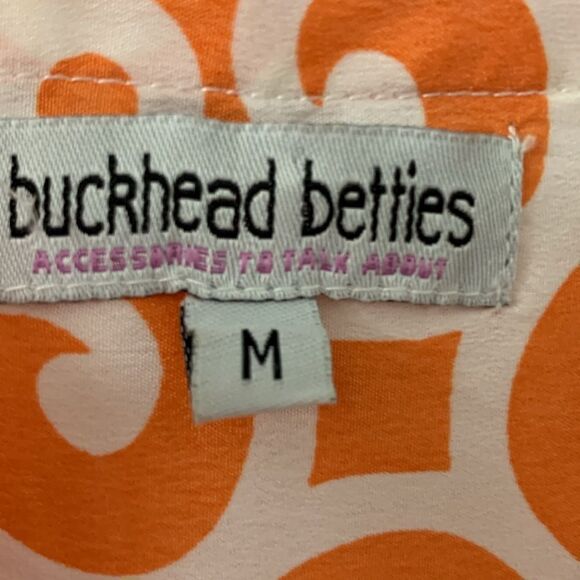 buckhead betties
ACCESSORIES TO TALK ABOUT
M